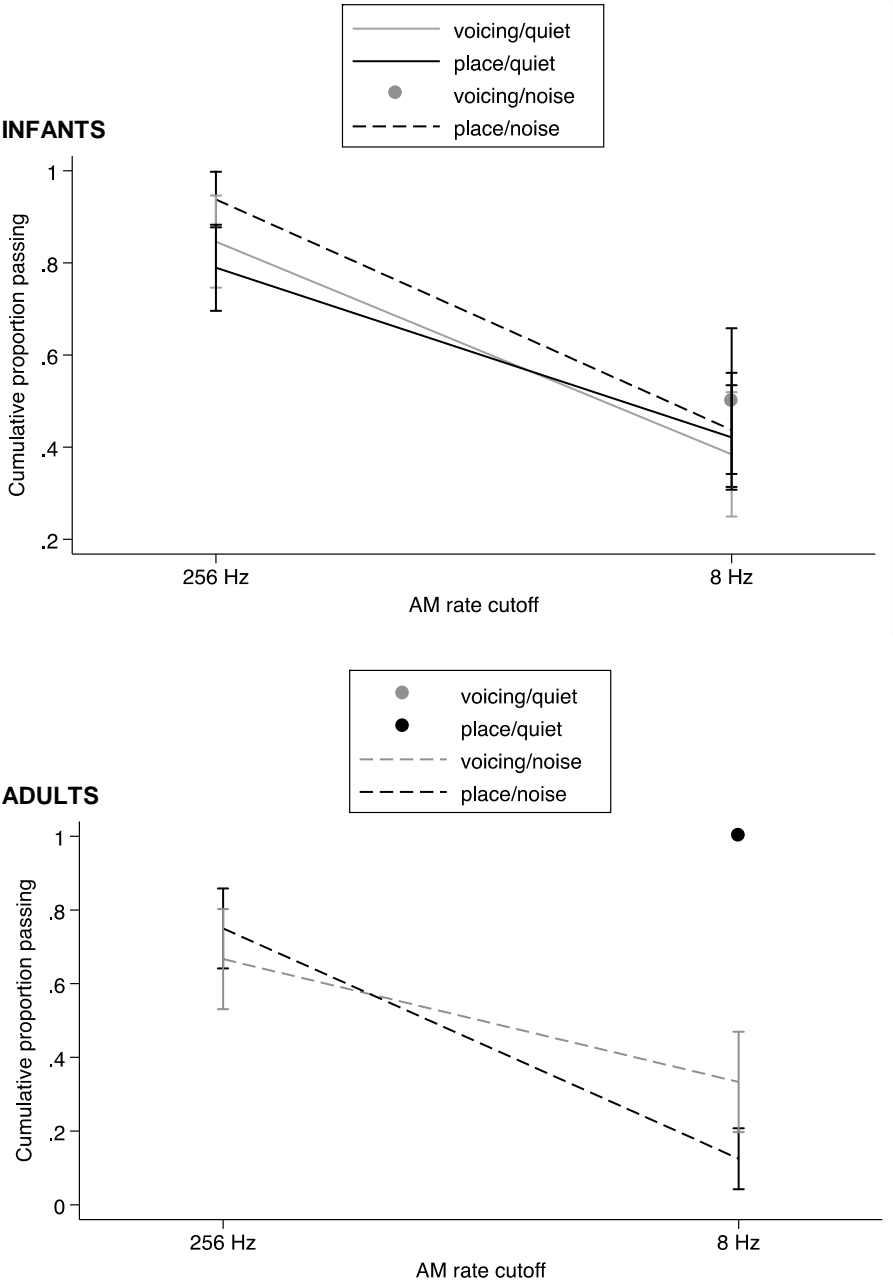 voicing/quiet
place/quiet
voicing/noise
place/noise
INFANTS
Cumulative proportion passing
1
.8
.6
.4
.2
256 Hz 8 Hz
AM rate cutoff
voicing/quiet
place/quiet
voicing/noise
place/noise
ADULTS
Cumulative proportion passing
1
.8
.6
.4
.2
0
256 Hz 8 Hz
AM rate cutoff